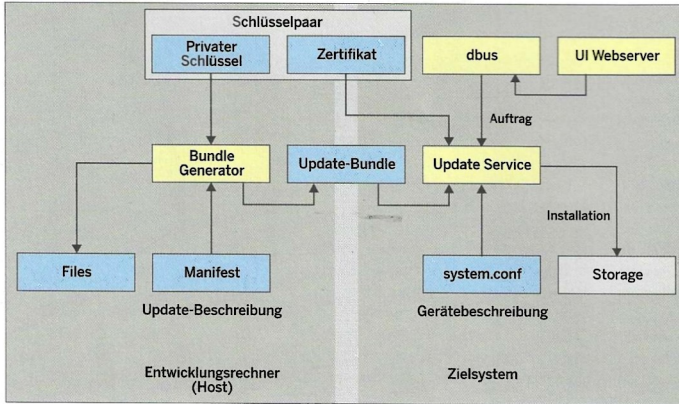 Schlüsselpaar
Privater
Schlüssel
Zertifikat
dbus
UI Webserver
Auftrag
Bundle
Generator
Update-Bundle
Update Service
Installation
Files
Manifest
system.conf
Storage
Update-Beschreibung
Gerätebeschreibung
Entwicklungsrechner
(Host)
Zielsystem